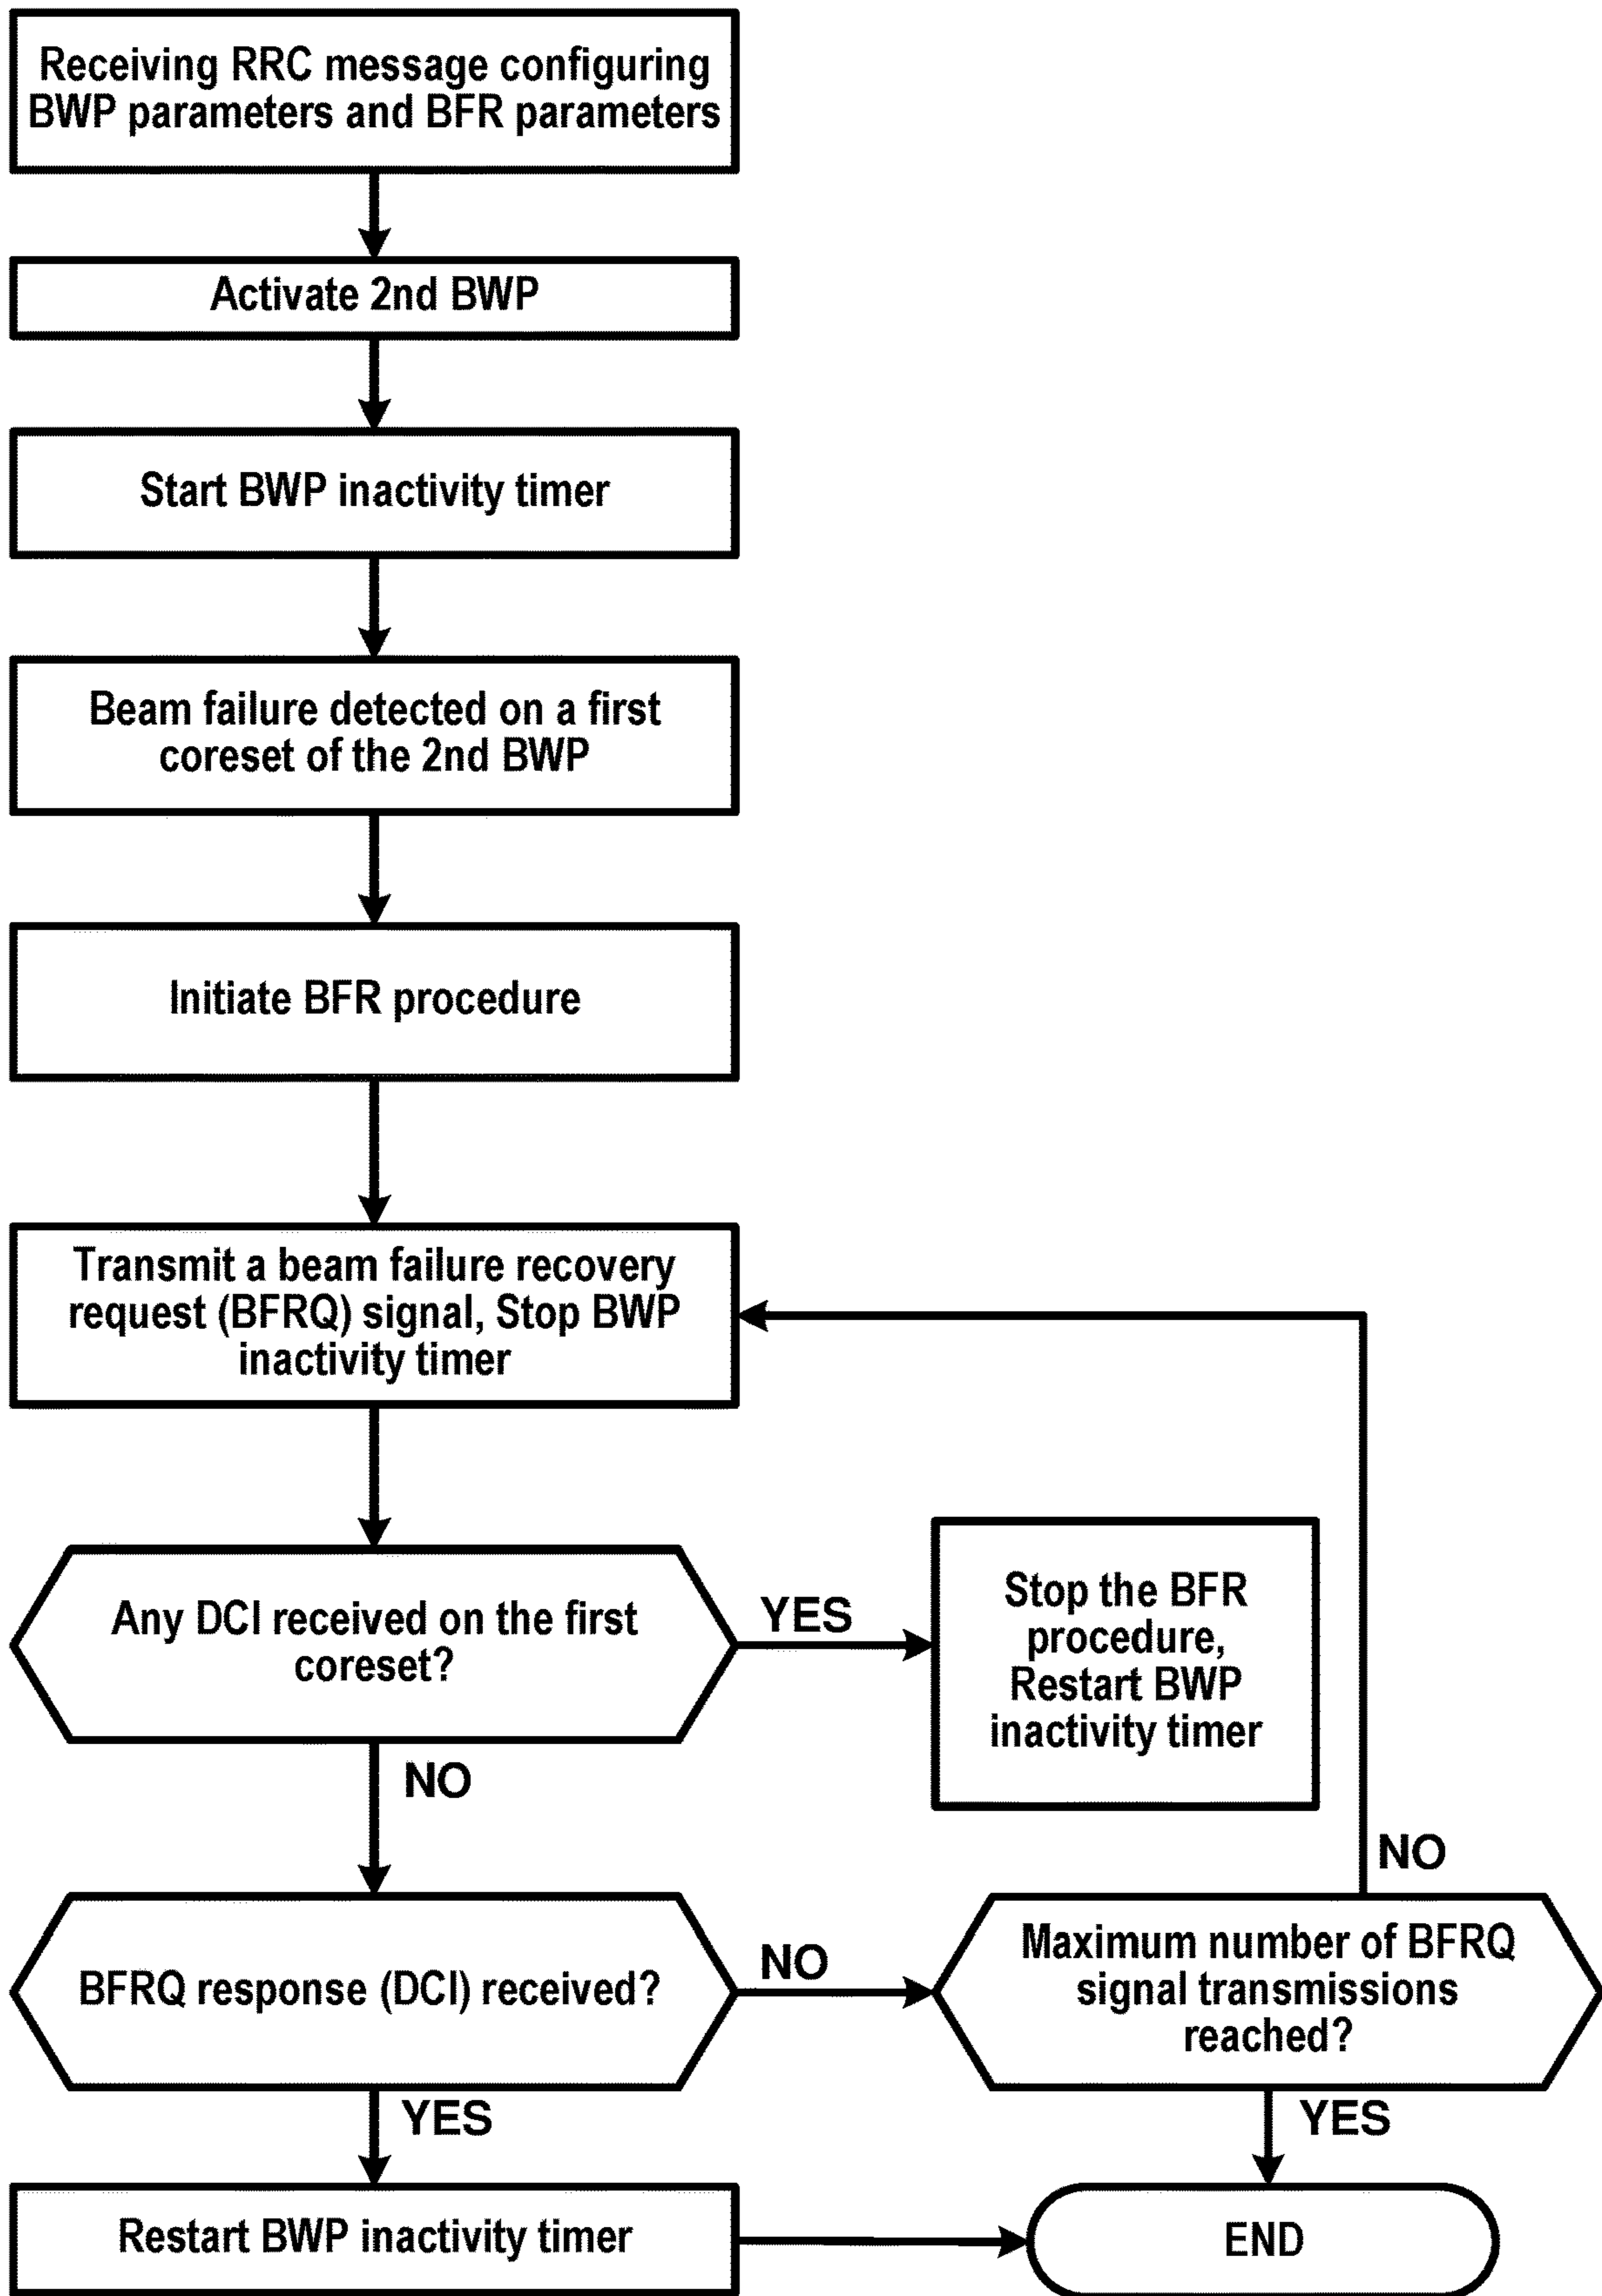 Receiving RRC message configuring
BWP parameters and BFR parameters
Activate 2nd BWP
Start BWP inactivity timer
Beam failure detected on a first
coreset of the 2nd BWP
Initiate BFR procedure
Transmit a beam failure recovery
request (BFRQ) signal, Stop BWP
inactivity timer
Any DCI received on the first
coreset?
YES
Stop the BFR
procedure,
Restart BWP
inactivity timer
NO
NO
BFRQ response (DCI) received?
NO
Maximum number of BFRQ
signal transmissions
reached?
YES
YES
Restart BWP inactivity timer
END